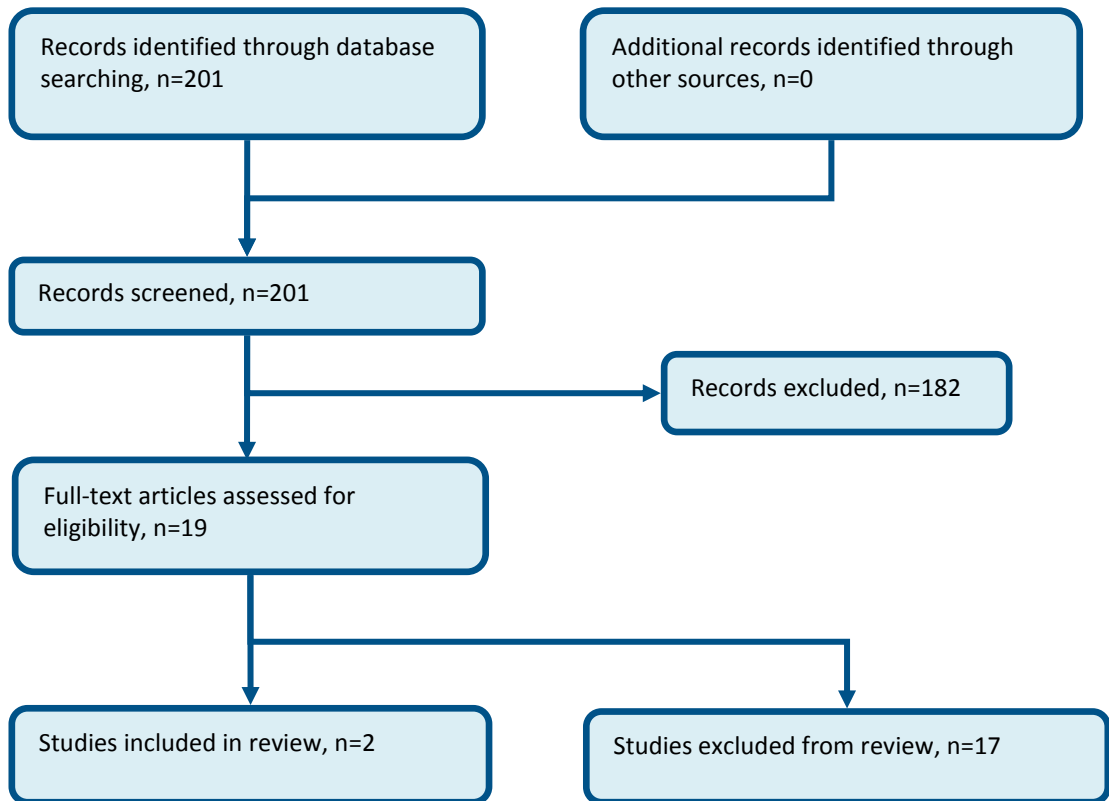 Records identified through database
searching, n=201
Additional records identified through
other sources, n=0
Records screened, n=201
Records excluded, n=182
Full-text articles assessed for
eligibility, n=19
Studies included in review, n=2
Studies excluded from review, n=17